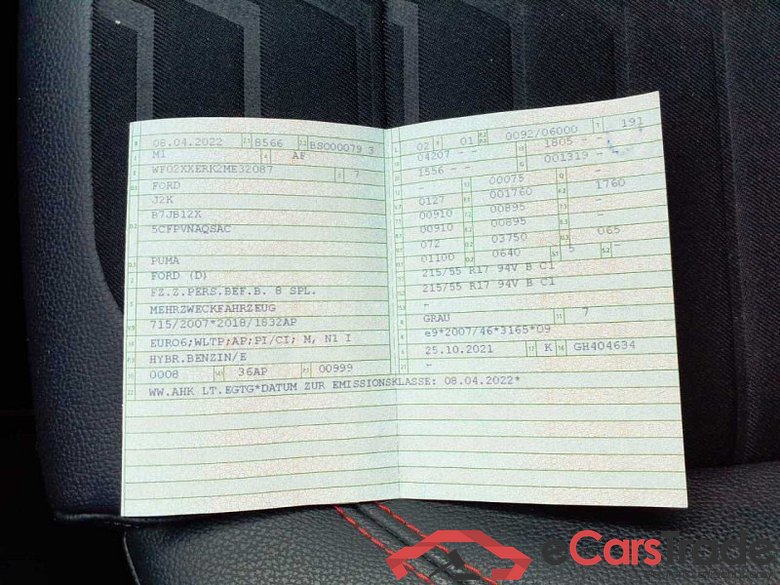 08.04.2022 8566 BSO00079 3
M1 AF
WF02XXERK2ME32087 7
FORD
J2K
B7JB12X
5CFPVNAQSAC
PUMA
FORD (D)
FZ.Z.PERS.BEF.B. 8 SPL.
MEHRZWECKFAHRZEUG
715/2007*2018/1832AP
EURO6;WLTP;AP;PI/CI; M, N1 I
HYBR.BENZIN/E
0008 36AP 00999
WW.AHK LT.EGTG*DATUM ZUR EMISSIONSKLASSE: 08.04.2022*
02 01 0092/06000 191
04207 - - 1805 - -
1556 - - 001319 - -
- 00075 -
0127 001760 1760
00910 00895 -
00910 00895 -
072 03750 065
01100 0640 5 -
215/55 R17 94V B C1
215/55 R17 94V B C1
-
GRAU 7
e9*2007/46*3165*09
25.10.2021 K GH404634
-
eCarsTrade